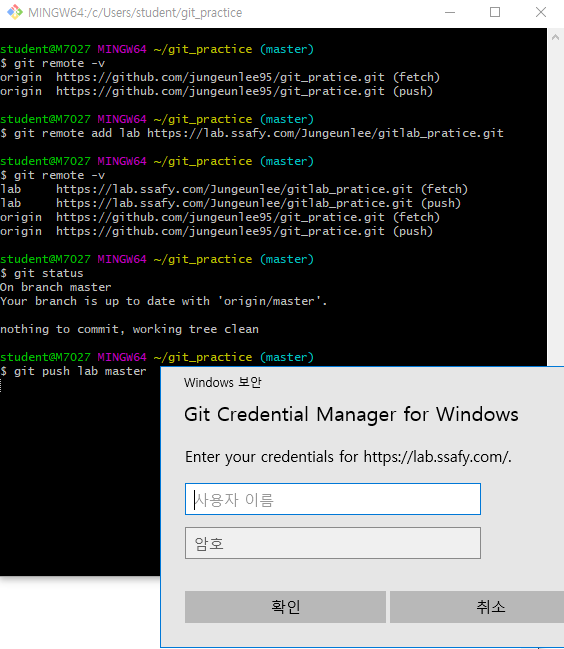 MINGW64:/c/Users/student/git_practice
student@M7027 MINGW64 ~/git_practice (master)
$ git remote -v
origin  https://github.com/jungeunlee95/git_pratice.git (fetch)
origin  https://github.com/jungeunlee95/git_pratice.git (push)
student@M7027 MINGW64 ~/git_practice (master)
$ git remote add lab https://lab.ssafy.com/Jungeunlee/gitlab_pratice.git
student@M7027 MINGW64 ~/git_practice (master)
$ git remote -v
lab     https://lab.ssafy.com/Jungeunlee/gitlab_pratice.git (fetch)
lab     https://lab.ssafy.com/Jungeunlee/gitlab_pratice.git (push)
origin  https://github.com/jungeunlee95/git_pratice.git (fetch)
origin  https://github.com/jungeunlee95/git_pratice.git (push)
student@M7027 MINGW64 ~/git_practice (master)
$ git status
On branch master
Your branch is up to date with 'origin/master'.
nothing to commit, working tree clean
student@M7027 MINGW64 ~/git_practice (master)
$ git push lab master
Windows 보안
Git Credential Manager for Windows
Enter your credentials for https://lab.ssafy.com/.
사용자 이름
암호
확인 취소